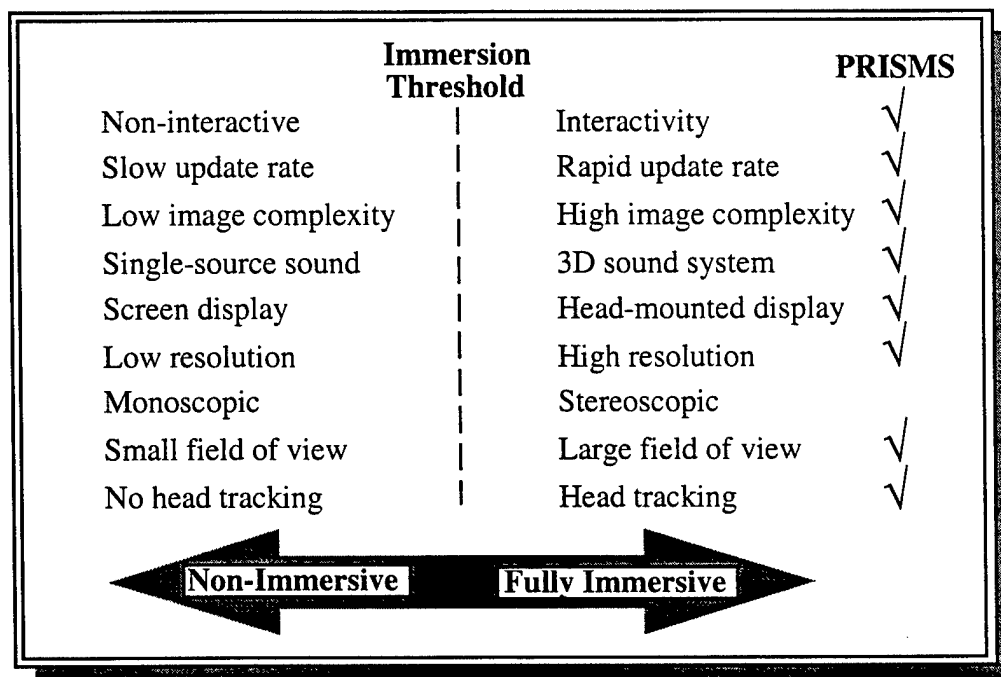 Immersion
Threshold PRISMS
Non-interactive Interactivity √
Slow update rate Rapid update rate √
Low image complexity High image complexity √
Single-source sound 3D sound system √
Screen display Head-mounted display √
Low resolution High resolution √
Monoscopic Stereoscopic
Small field of view Large field of view √
No head tracking Head tracking √
Non-Immersive Fully Immersive